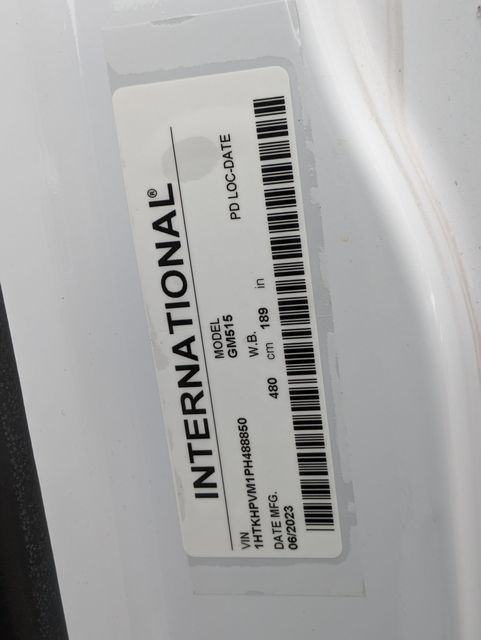 INTERNATIONAL®
VIN MODEL PD LOC-DATE
1HTKHPVM1PH488850 GM515
DATE MFG. W.B.
06/2023 480 cm 189 in